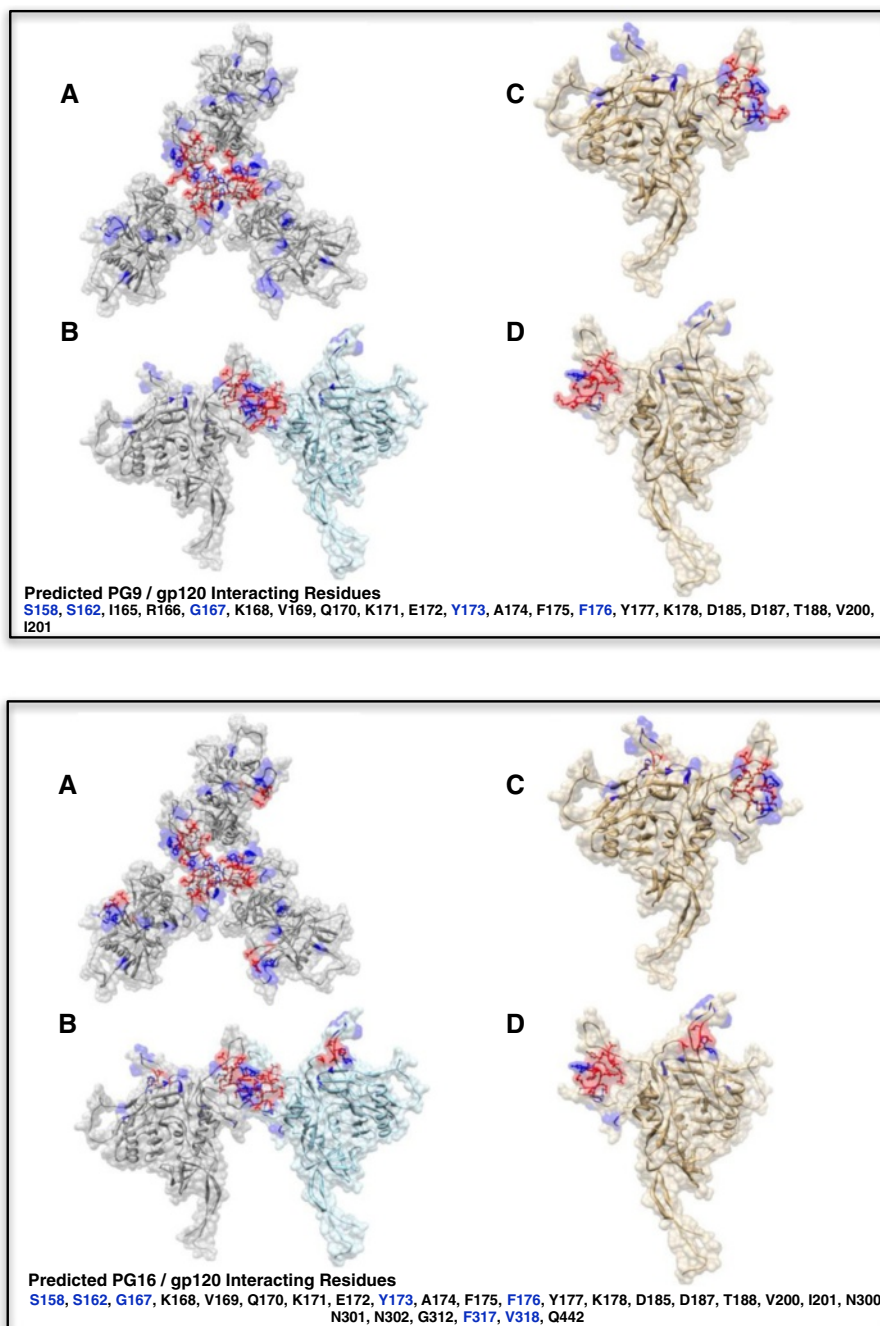 A
C
B
D
Predicted PG9 / gp120 Interacting Residues
S158, S162, I165, R166, G167, K168, V169, Q170, K171, E172, Y173, A174, F175, F176, Y177, K178, D185, D187, T188, V200,
I201
A
C
B
D
Predicted PG16 / gp120 Interacting Residues
S158, S162, G167, K168, V169, Q170, K171, E172, Y173, A174, F175, F176, Y177, K178, D185, D187, T188, V200, I201, N300
N301, N302, G312, F317, V318, Q442